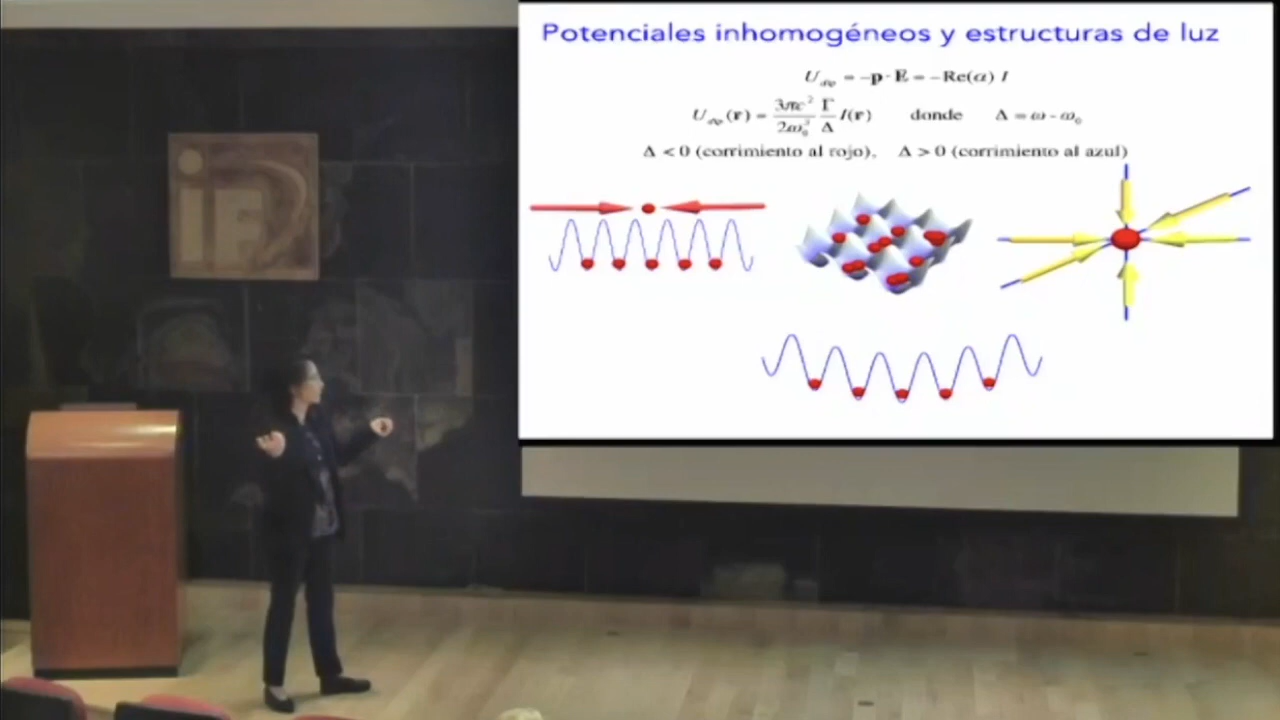 Potenciales inhomogéneos y estructuras de luz
U_dip = -p · E = -Re(α) I
U_dip(r) = 3πc² / 2ω₀³ Γ / Δ I(r) donde Δ = ω - ω₀
Δ < 0 (corrimiento al rojo), Δ > 0 (corrimiento al azul)
iF